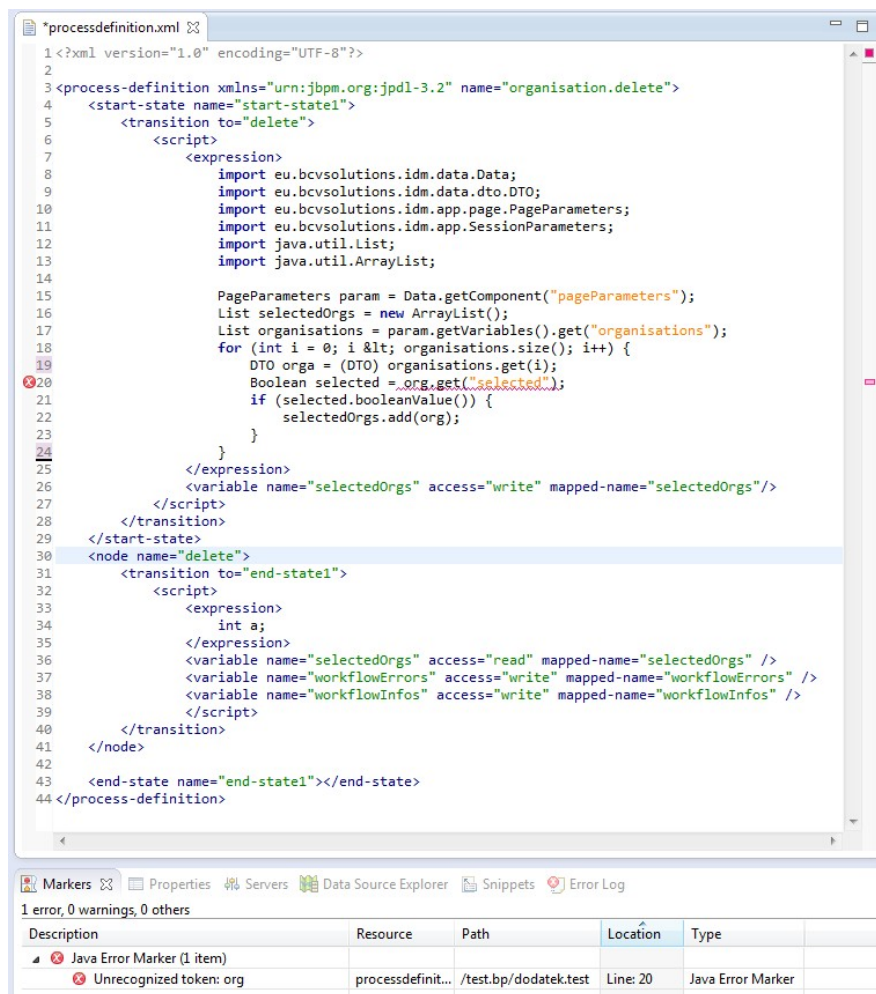 *processdefinition.xml
1 <?xml version="1.0" encoding="UTF-8"?>
2
3 <process-definition xmlns="urn:jbpm.org:jpdl-3.2" name="organisation.delete">
4     <start-state name="start-state1">
5         <transition to="delete">
6             <script>
7                 <expression>
8                     import eu.bcvsolutions.idm.data.Data;
9                     import eu.bcvsolutions.idm.data.dto.DTO;
10                     import eu.bcvsolutions.idm.app.page.PageParameters;
11                     import eu.bcvsolutions.idm.app.SessionParameters;
12                     import java.util.List;
13                     import java.util.ArrayList;
14
15                     PageParameters param = Data.getComponent("pageParameters");
16                     List selectedOrgs = new ArrayList();
17                     List organisations = param.getVariables().get("organisations");
18                     for (int i = 0; i &lt; organisations.size(); i++) {
19                         DTO orga = (DTO) organisations.get(i);
20                         Boolean selected = org.get("selected");
21                         if (selected.booleanValue()) {
22                             selectedOrgs.add(org);
23                         }
24                     }
25                 </expression>
26                 <variable name="selectedOrgs" access="write" mapped-name="selectedOrgs"/>
27             </script>
28         </transition>
29     </start-state>
30     <node name="delete">
31         <transition to="end-state1">
32             <script>
33                 <expression>
34                     int a;
35                 </expression>
36                 <variable name="selectedOrgs" access="read" mapped-name="selectedOrgs" />
37                 <variable name="workflowErrors" access="write" mapped-name="workflowErrors" />
38                 <variable name="workflowInfos" access="write" mapped-name="workflowInfos" />
39                 </script>
40         </transition>
41     </node>
42
43     <end-state name="end-state1"></end-state>
44 </process-definition>
Markers Properties Servers Data Source Explorer Snippets Error Log
1 error, 0 warnings, 0 others
Description Resource Path Location Type
Java Error Marker (1 item)
Unrecognized token: org processdefinit... /test.bp/dodatek.test Line: 20 Java Error Marker